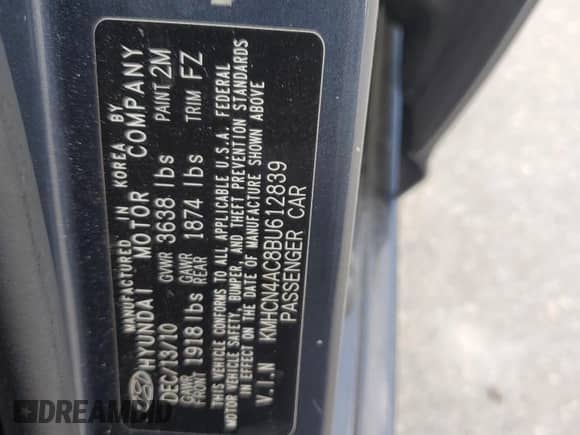 MANUFACTURED IN KOREA BY
HYUNDAI MOTOR COMPANY
DEC/13/10 GVWR 3638 lbs PAINT 2M
GAWR FRONT 1918 lbs GAWR REAR 1874 lbs TRIM FZ
THIS VEHICLE CONFORMS TO ALL APPLICABLE U.S.A. FEDERAL
MOTOR VEHICLE SAFETY, BUMPER, AND THEFT PREVENTION STANDARDS
IN EFFECT ON THE DATE OF MANUFACTURE SHOWN ABOVE
V.I.N KMHCN4AC8BU612839
PASSENGER CAR
DREAMBID